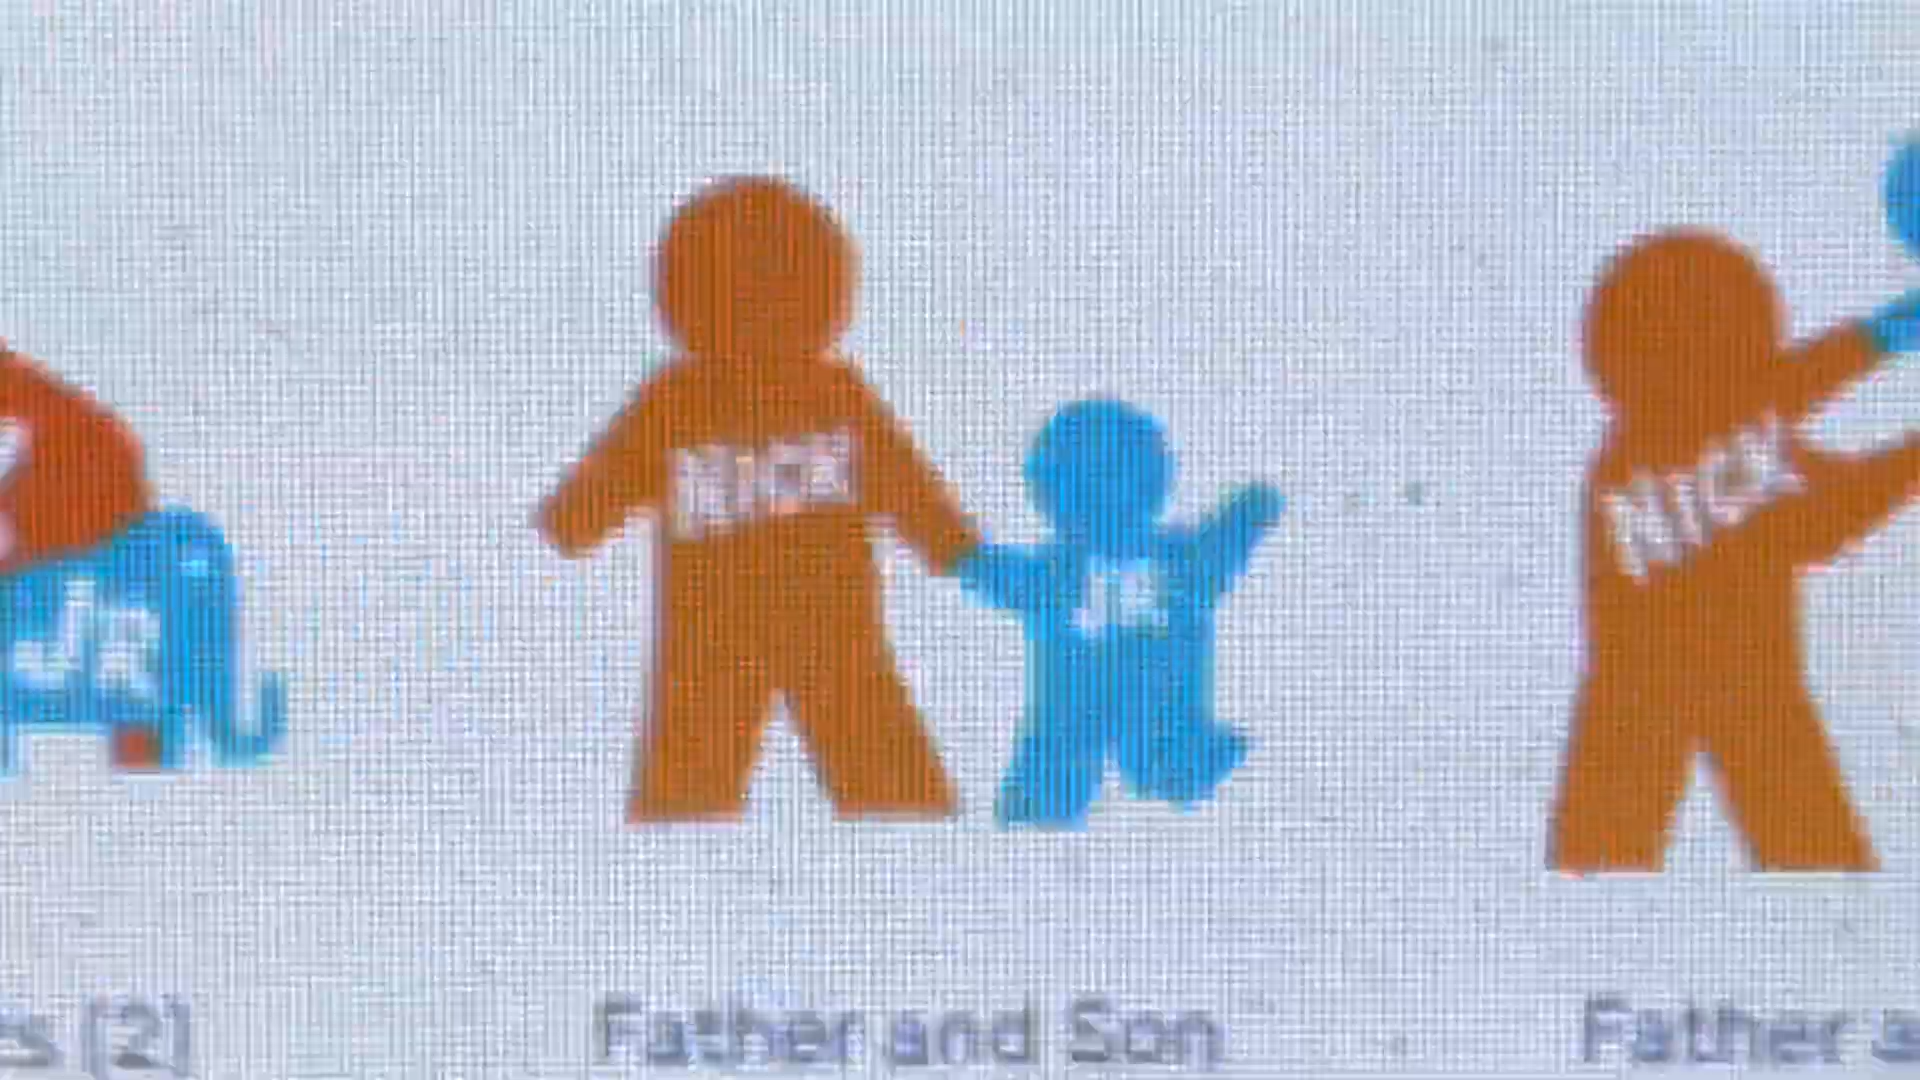 JR
NICK
JR
NICK
(2)
Father and Son
Father